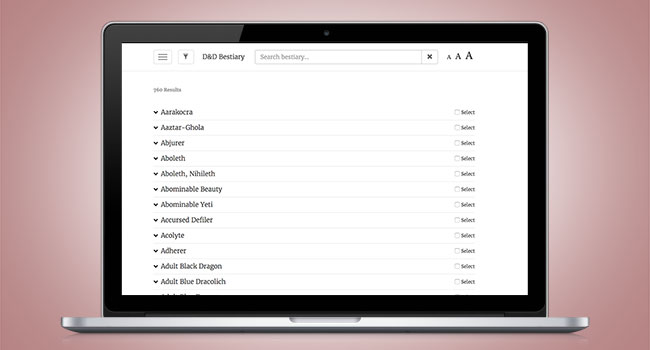 D&D Bestiary Search bestiary... A A A
760 Results
Aarakocra Select
Aaztar-Ghola Select
Abjurer Select
Aboleth Select
Aboleth, Nihileth Select
Abominable Beauty Select
Abominable Yeti Select
Accursed Defiler Select
Acolyte Select
Adherer Select
Adult Black Dragon Select
Adult Blue Dracolich Select